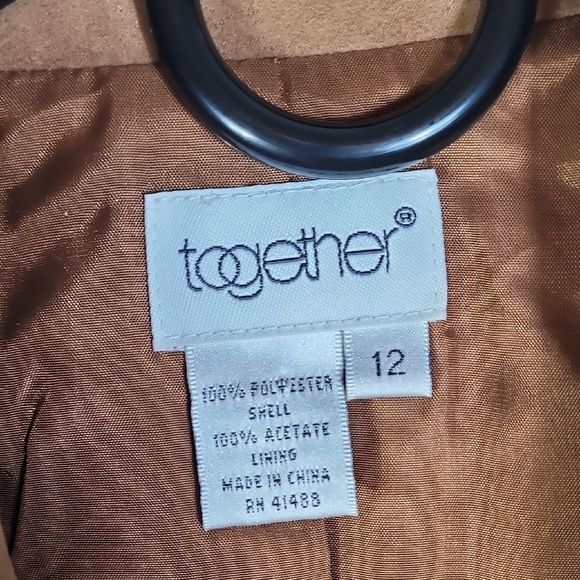 together®
12
100% POLYESTER
SHELL
100% ACETATE
LINING
MADE IN CHINA
RN 41488